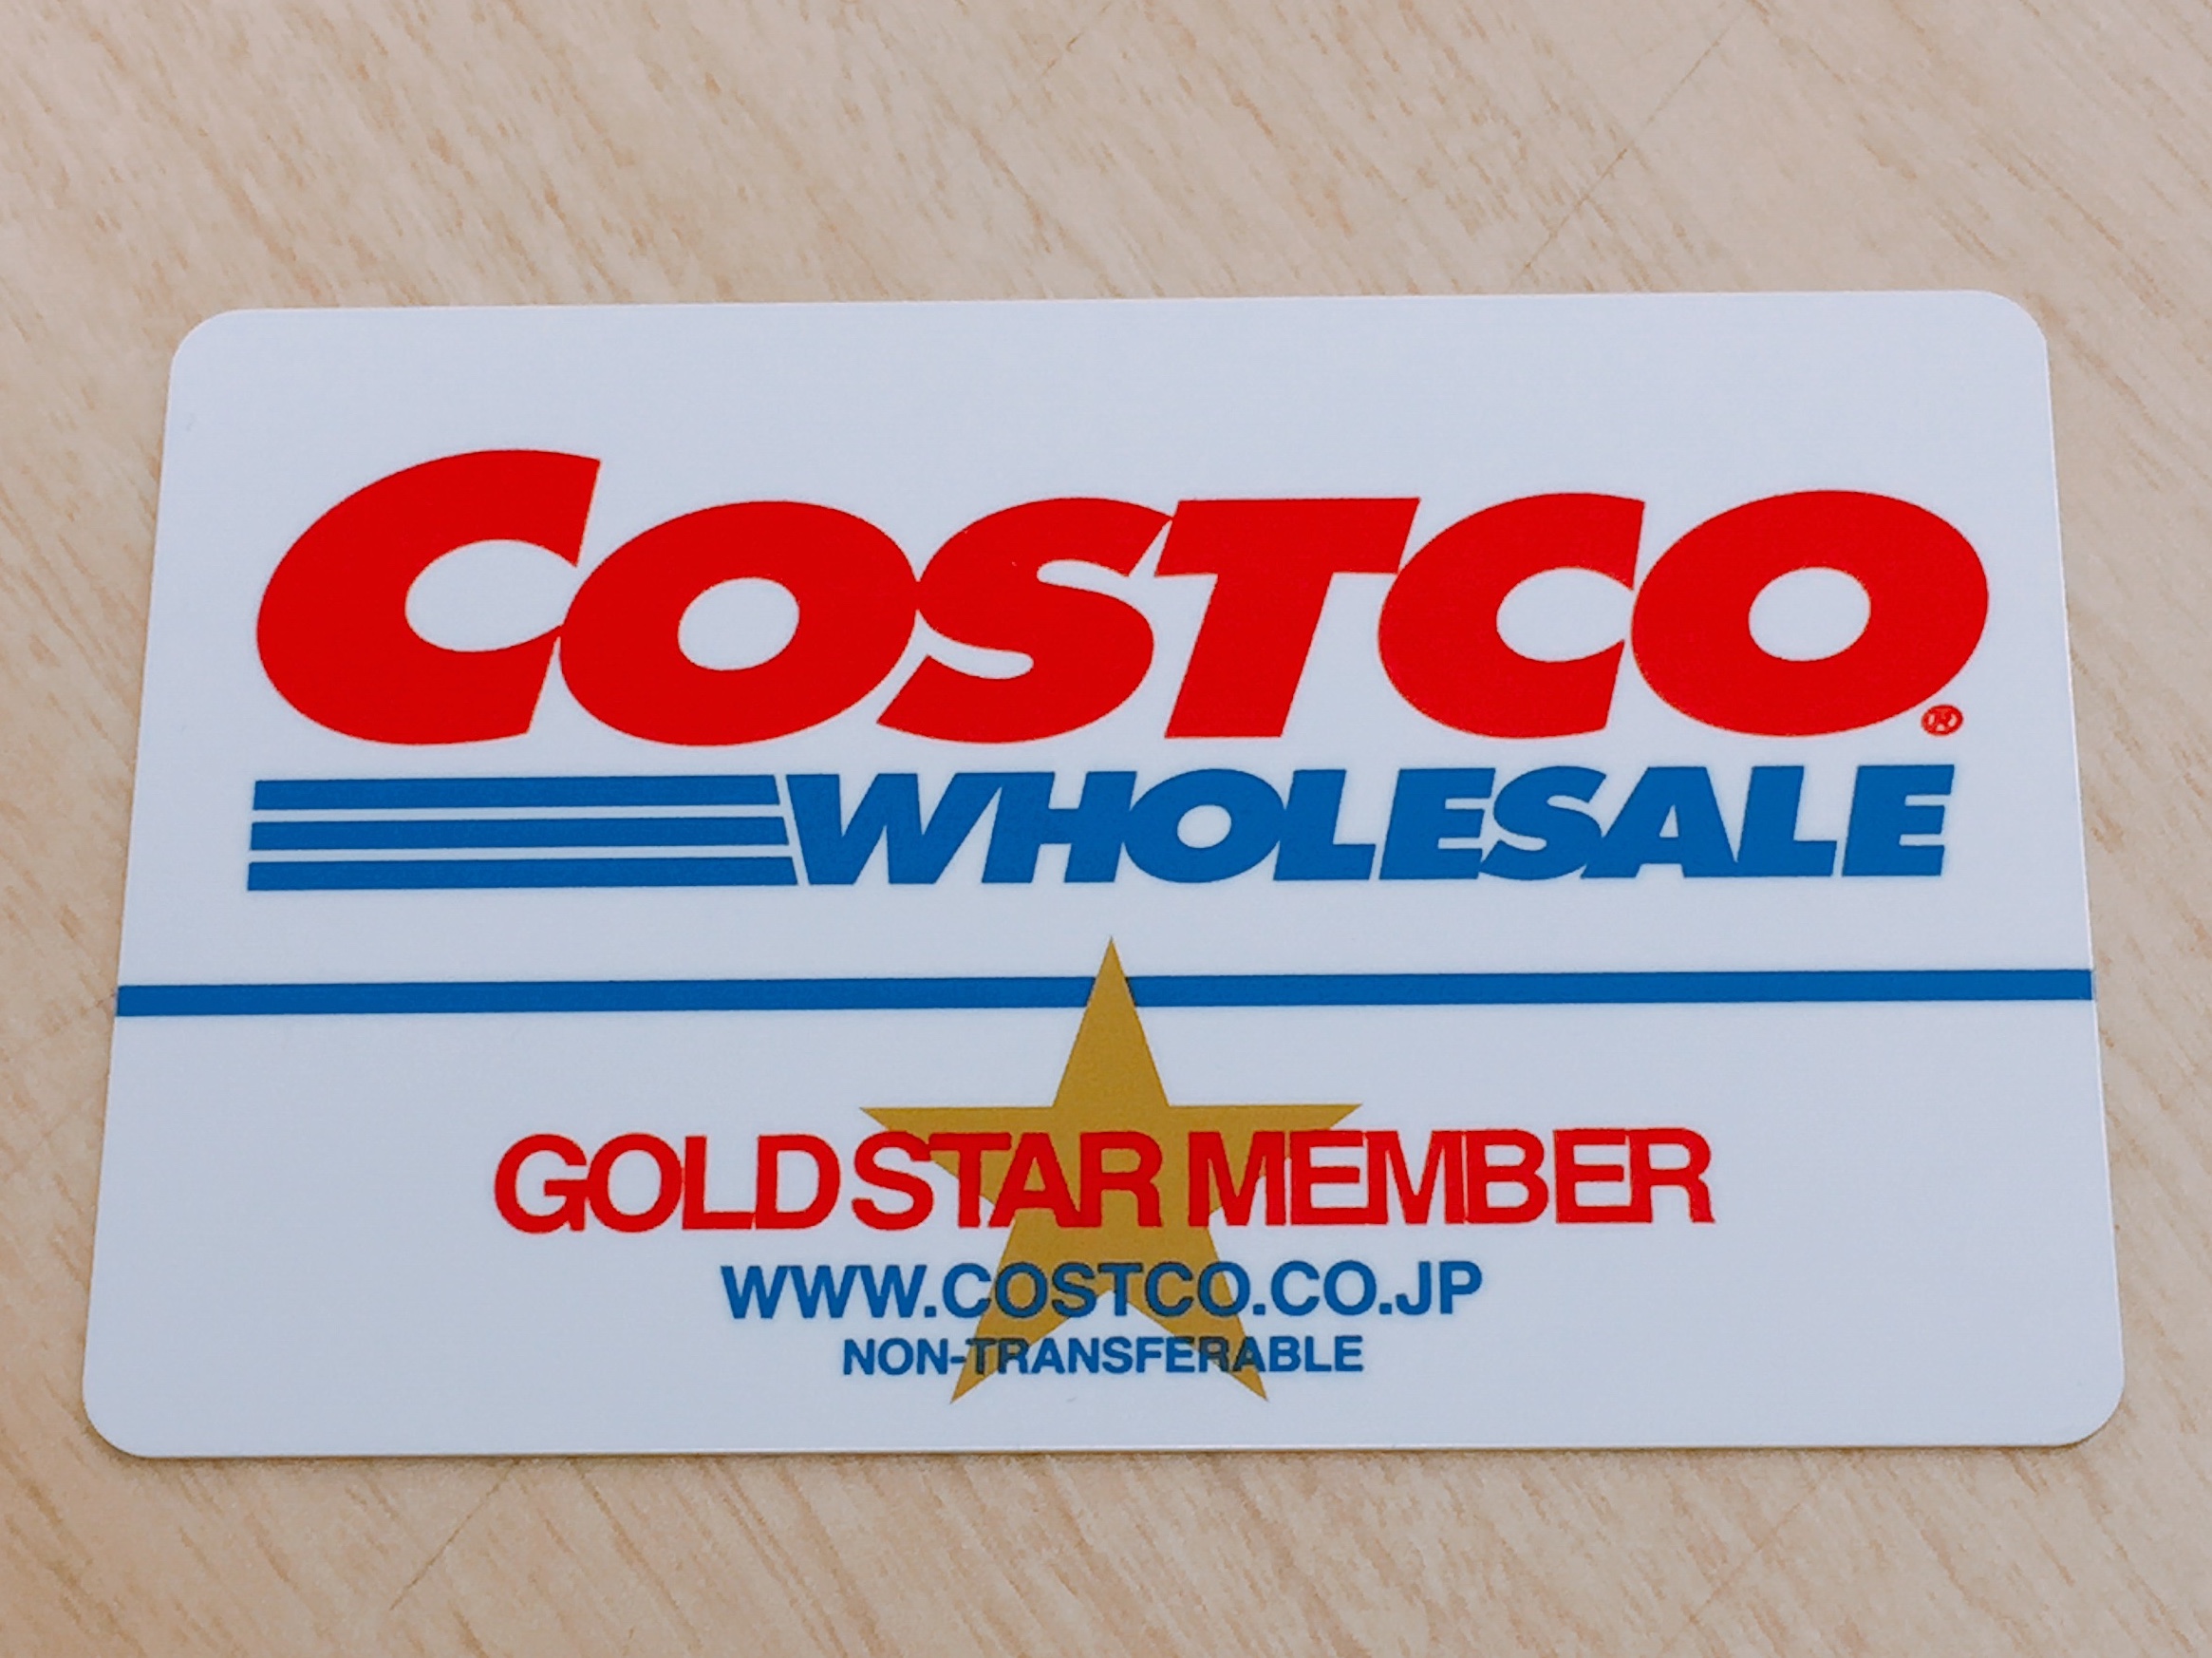 COSTCO®
WHOLESALE
GOLD STAR MEMBER
WWW.COSTCO.CO.JP
NON-TRANSFERABLE